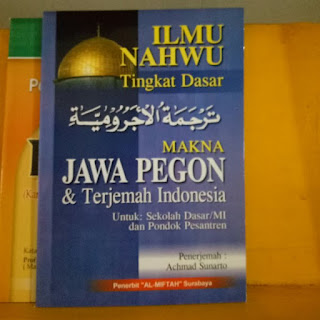 ILMU
NAHWU
Tingkat Dasar
ترجمة الآجرومية
MAKNA
JAWA PEGON
& Terjemah Indonesia
Untuk: Sekolah Dasar/MI
dan Pondok Pesantren
Penerjemah :
Achmad Sunarto
Penerbit "AL-MIFTAH" Surabaya